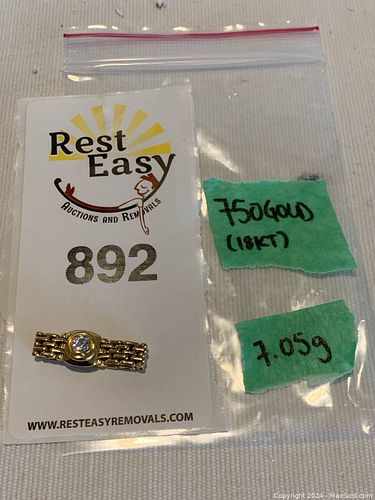 Rest
Easy
AUCTIONS AND REMOVALS
892
WWW.RESTEASYREMOVALS.COM
750GOLD
(18KT)
7.05g
Copyright 2024 - MaxSold.com